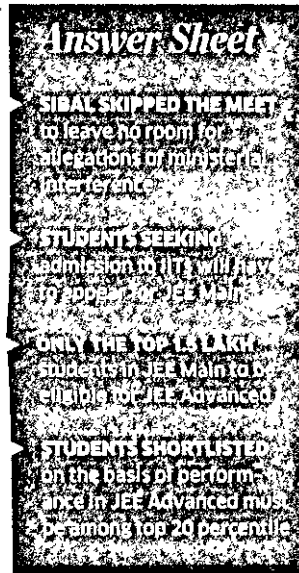 Answer Sheet
SIBAL SKIPPED THE MEET
to leave no room for
allegations of ministerial
interference
STUDENTS SEEKING
admission to IITs will have
to appear for JEE Main
ONLY THE TOP 1.5 LAKH
students in JEE Main to be
eligible for JEE Advanced
STUDENTS SHORTLISTED
on the basis of perform-
ance in JEE Advanced must
be among top 20 percentile